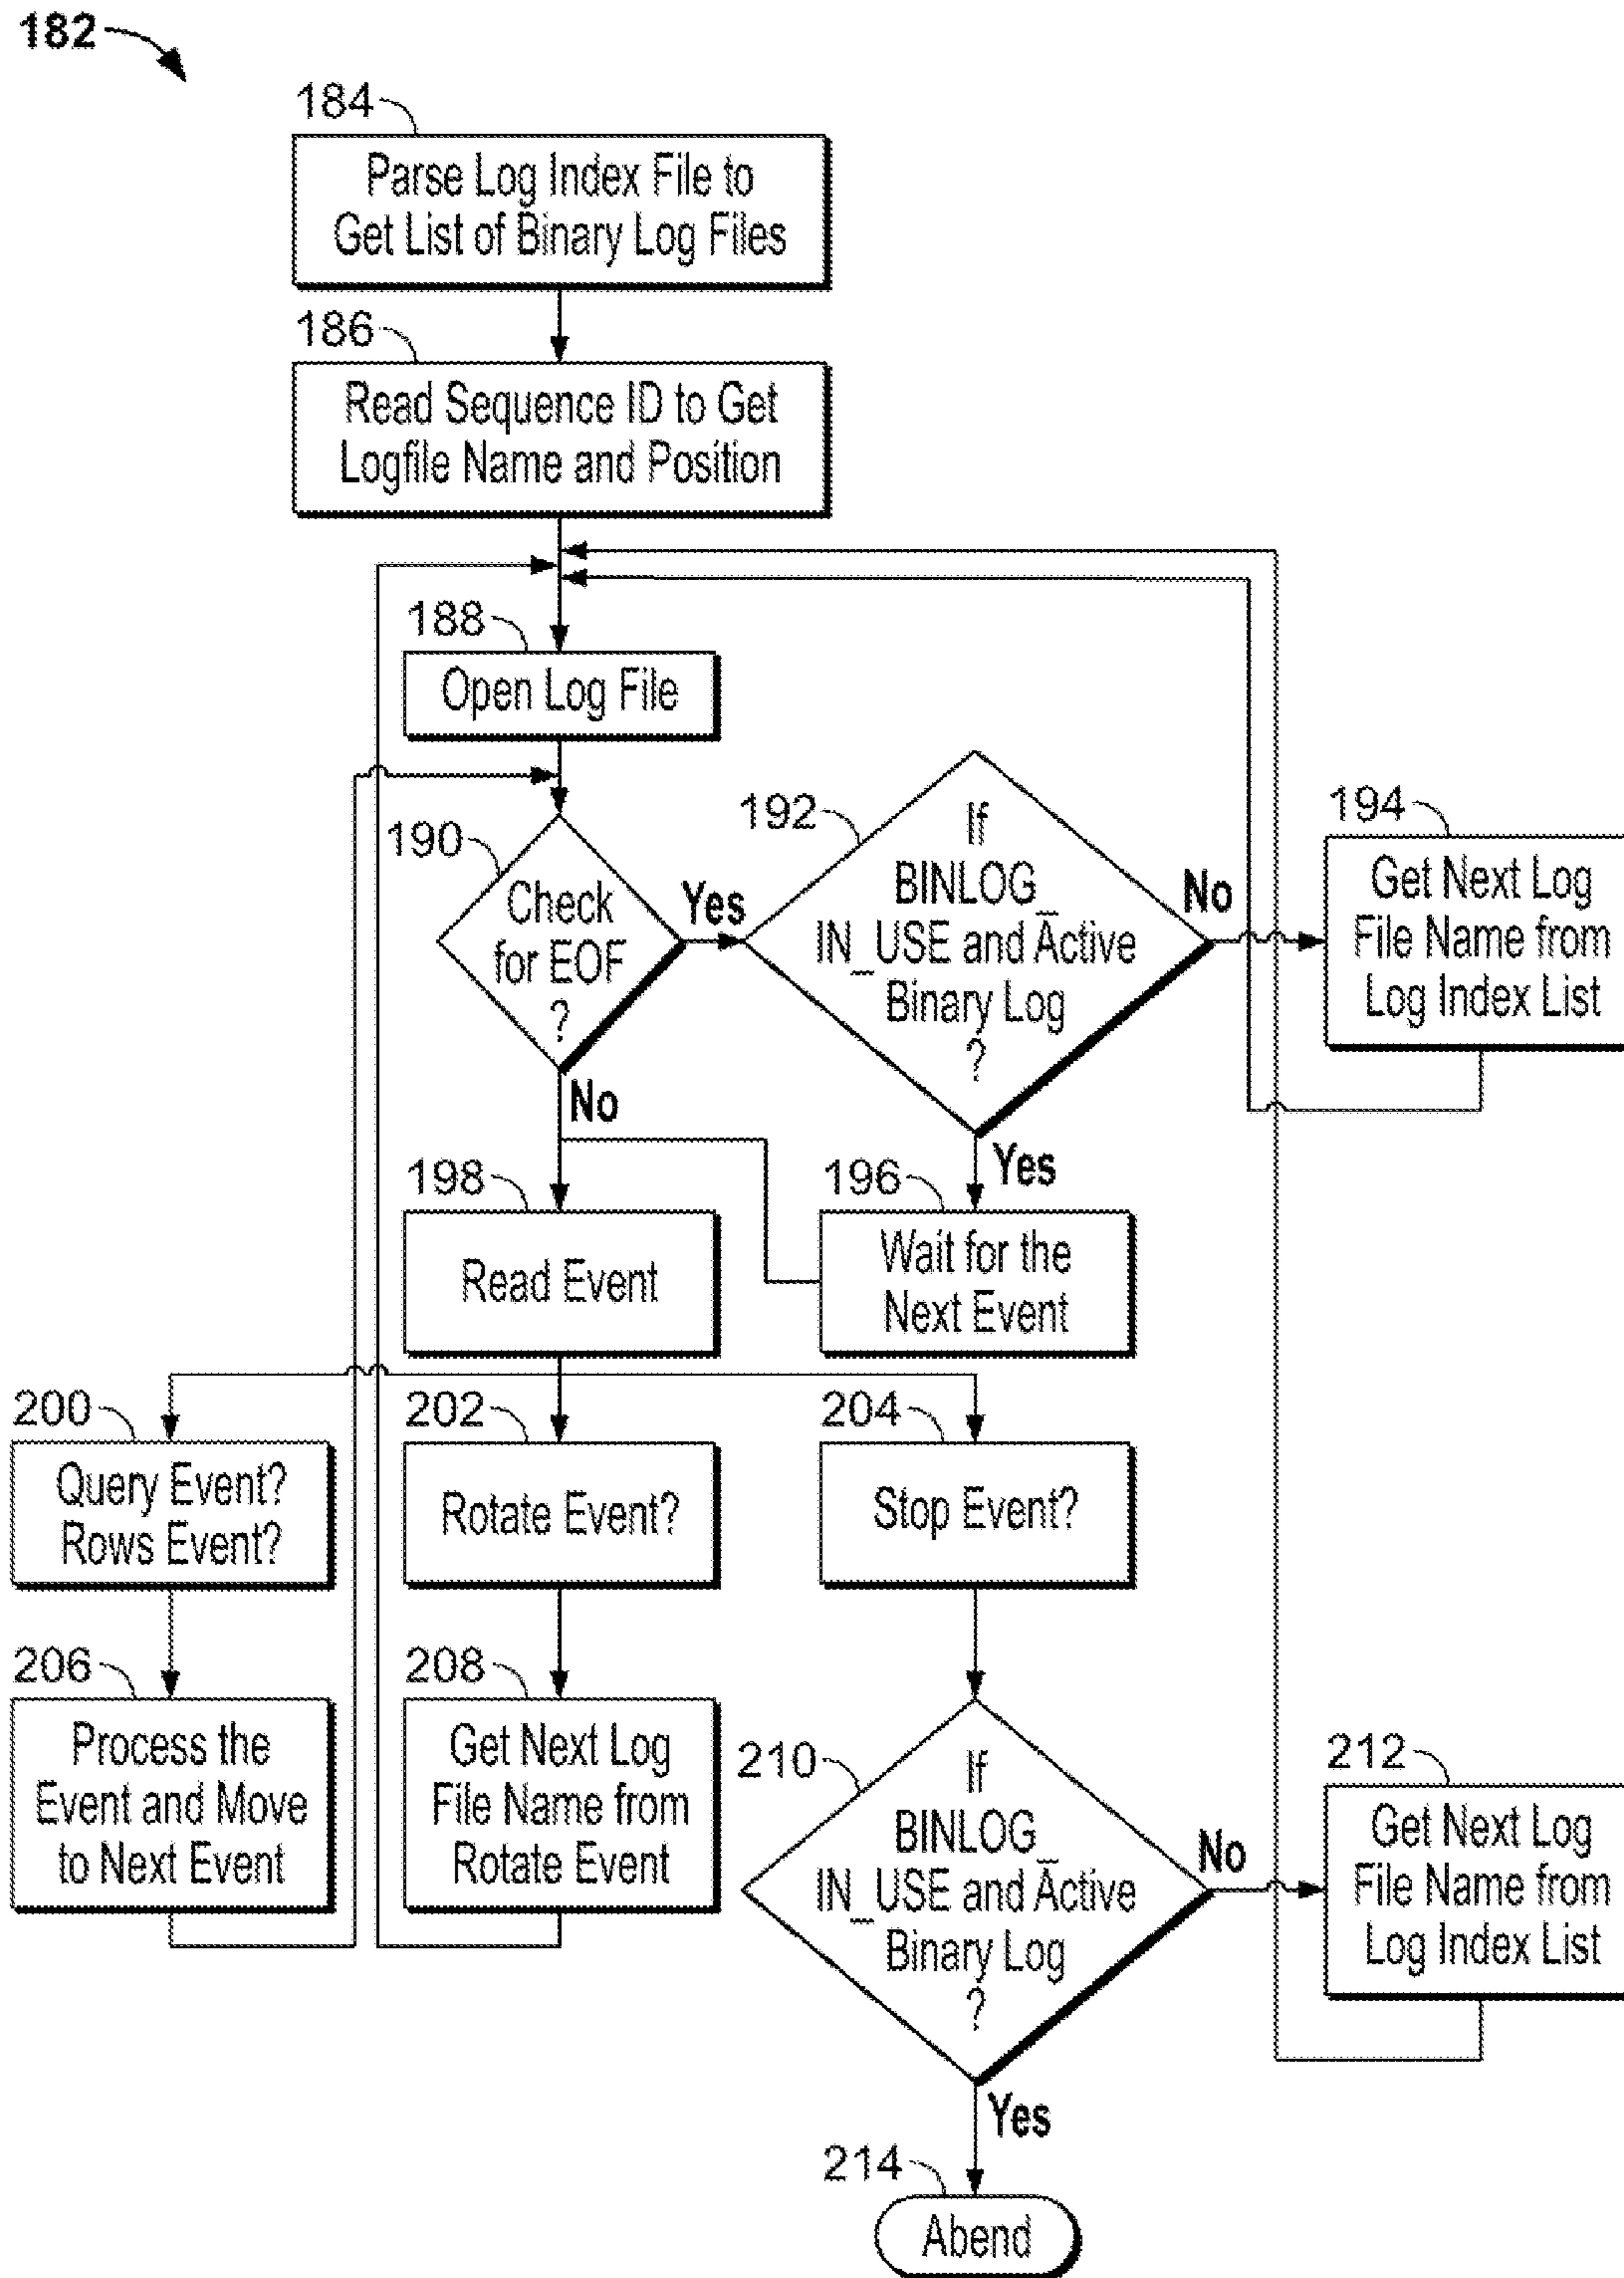 182
184
Parse Log Index File to
Get List of Binary Log Files
186
Read Sequence ID to Get
Logfile Name and Position
188
Open Log File
190
Check
for EOF
?
Yes
No
192
If
BINLOG_
IN_USE and Active
Binary Log
?
No
Yes
194
Get Next Log
File Name from
Log Index List
198
Read Event
196
Wait for the
Next Event
200
Query Event?
Rows Event?
202
Rotate Event?
204
Stop Event?
206
Process the
Event and Move
to Next Event
208
Get Next Log
File Name from
Rotate Event
210
If
BINLOG_
IN_USE and Active
Binary Log
?
No
Yes
212
Get Next Log
File Name from
Log Index List
214
Abend